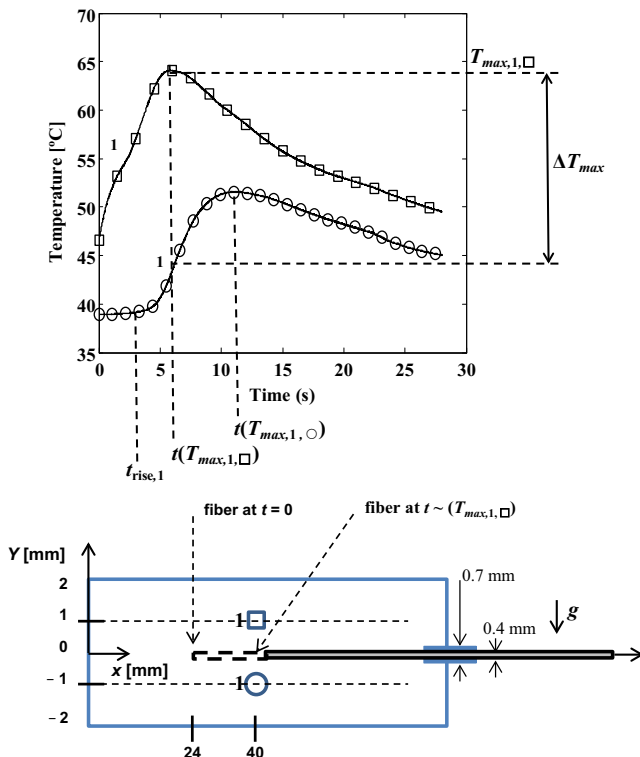 70
65
T_max,1,□
60
55
50
45
40
35
Temperature [ºC]
1
1
ΔT_max
0 5 10 15 20 25 30
Time (s)
t(T_max,1,○)
t(T_max,1,□)
t_rise,1
fiber at t = 0
fiber at t ~ (T_max,1,□)
Y [mm]
2
1
0
−1
−2
1
1
x [mm]
0.7 mm
0.4 mm
g
24
40